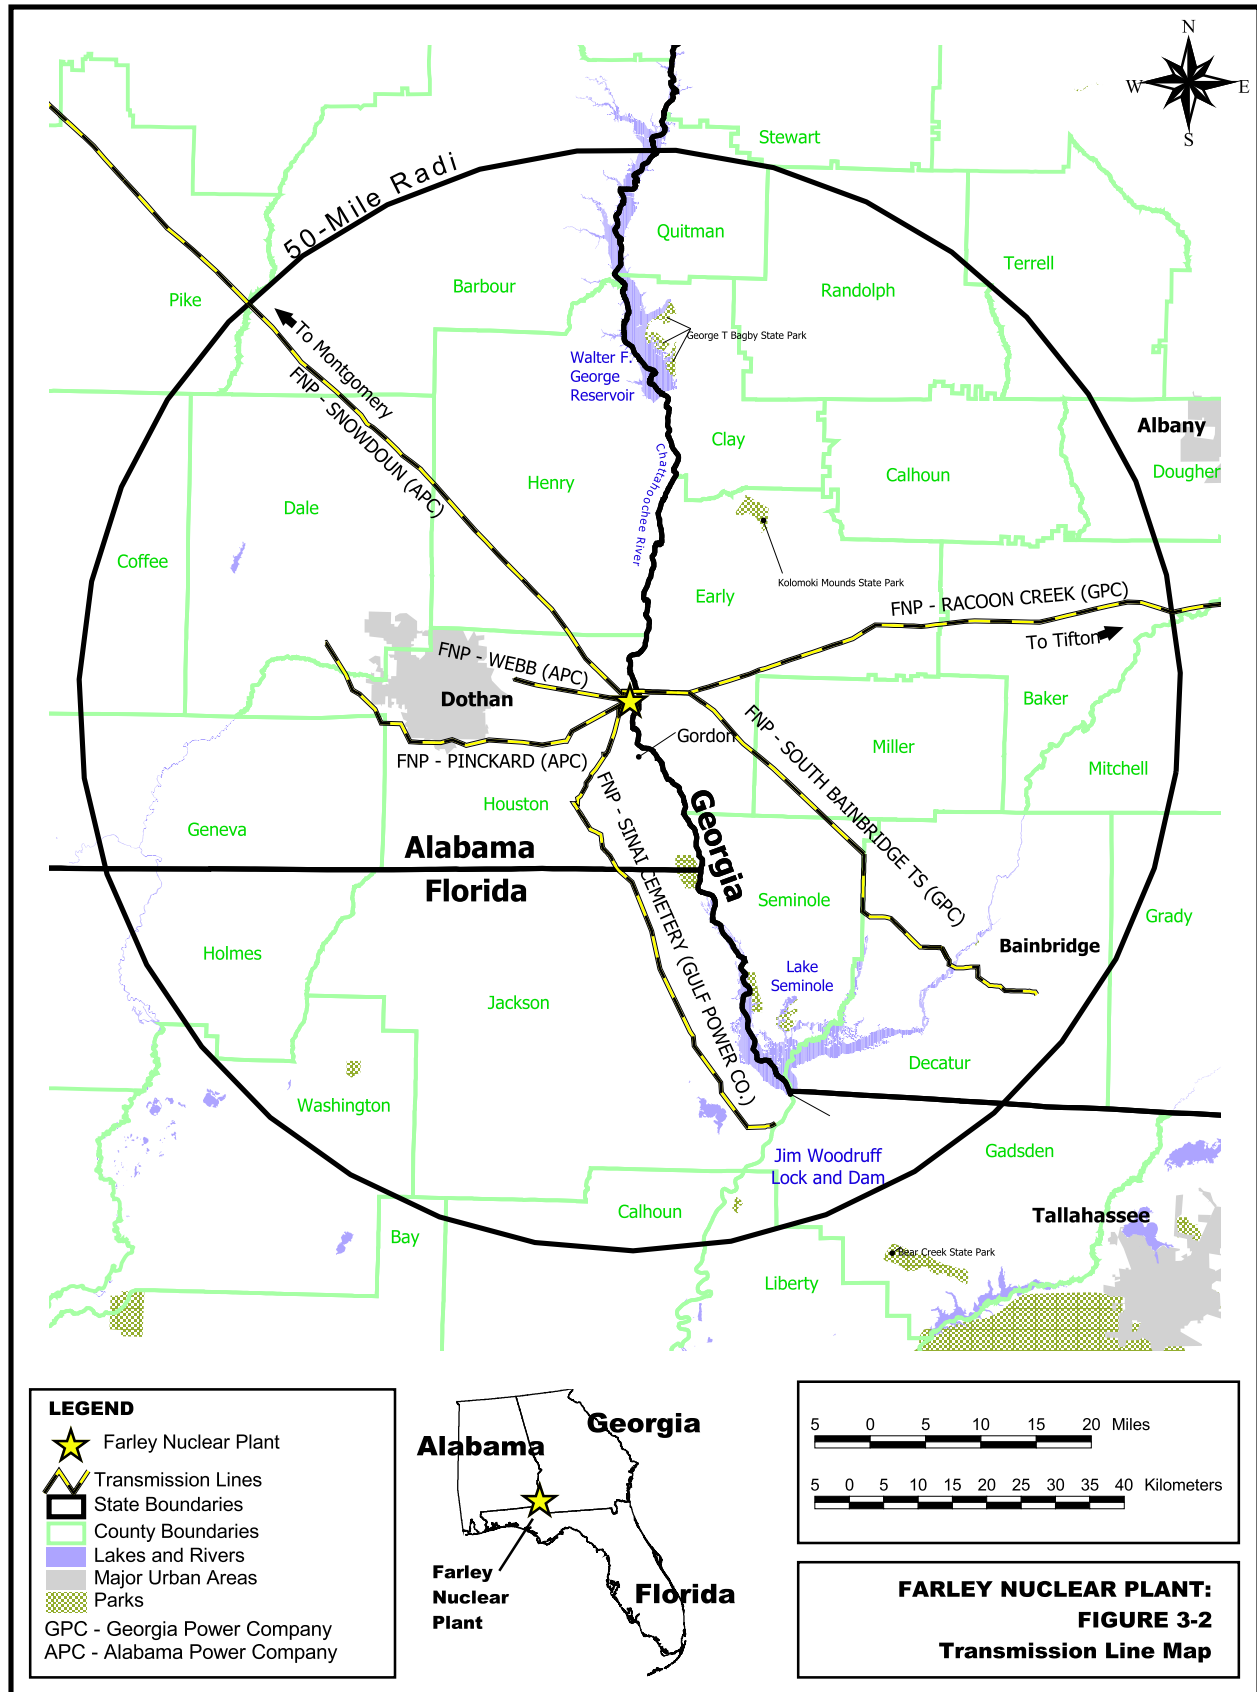 N
W
E
S
Stewart
50-Mile Radi
Quitman
Terrell
Barbour
Pike
Randolph
To Montgomery
George T Bagby State Park
Walter F.
George
Reservoir
FNP - SNOWDOUN (APC)
Albany
Clay
Chattahoochee River
Calhoun
Dougher
Henry
Dale
Coffee
Kolomoki Mounds State Park
Early
FNP - RACOON CREEK (GPC)
To Tifton
FNP - WEBB (APC)
Dothan
Baker
Gordon
FNP - SOUTH BAINBRIDGE TS (GPC)
Miller
FNP - PINCKARD (APC)
Mitchell
FNP - SINAI CEMETERY (GULF POWER CO.)
Houston
Georgia
Geneva
Alabama
Florida
Seminole
Grady
Bainbridge
Holmes
Lake
Seminole
Jackson
Decatur
Washington
Jim Woodruff
Lock and Dam
Gadsden
Calhoun
Tallahassee
Bay
Bear Creek State Park
Liberty
LEGEND
Farley Nuclear Plant
Transmission Lines
State Boundaries
County Boundaries
Lakes and Rivers
Major Urban Areas
Parks
GPC - Georgia Power Company
APC - Alabama Power Company
Georgia
Alabama
Farley
Nuclear
Plant
Florida
5 0 5 10 15 20 Miles
5 0 5 10 15 20 25 30 35 40 Kilometers
FARLEY NUCLEAR PLANT:
FIGURE 3-2
Transmission Line Map